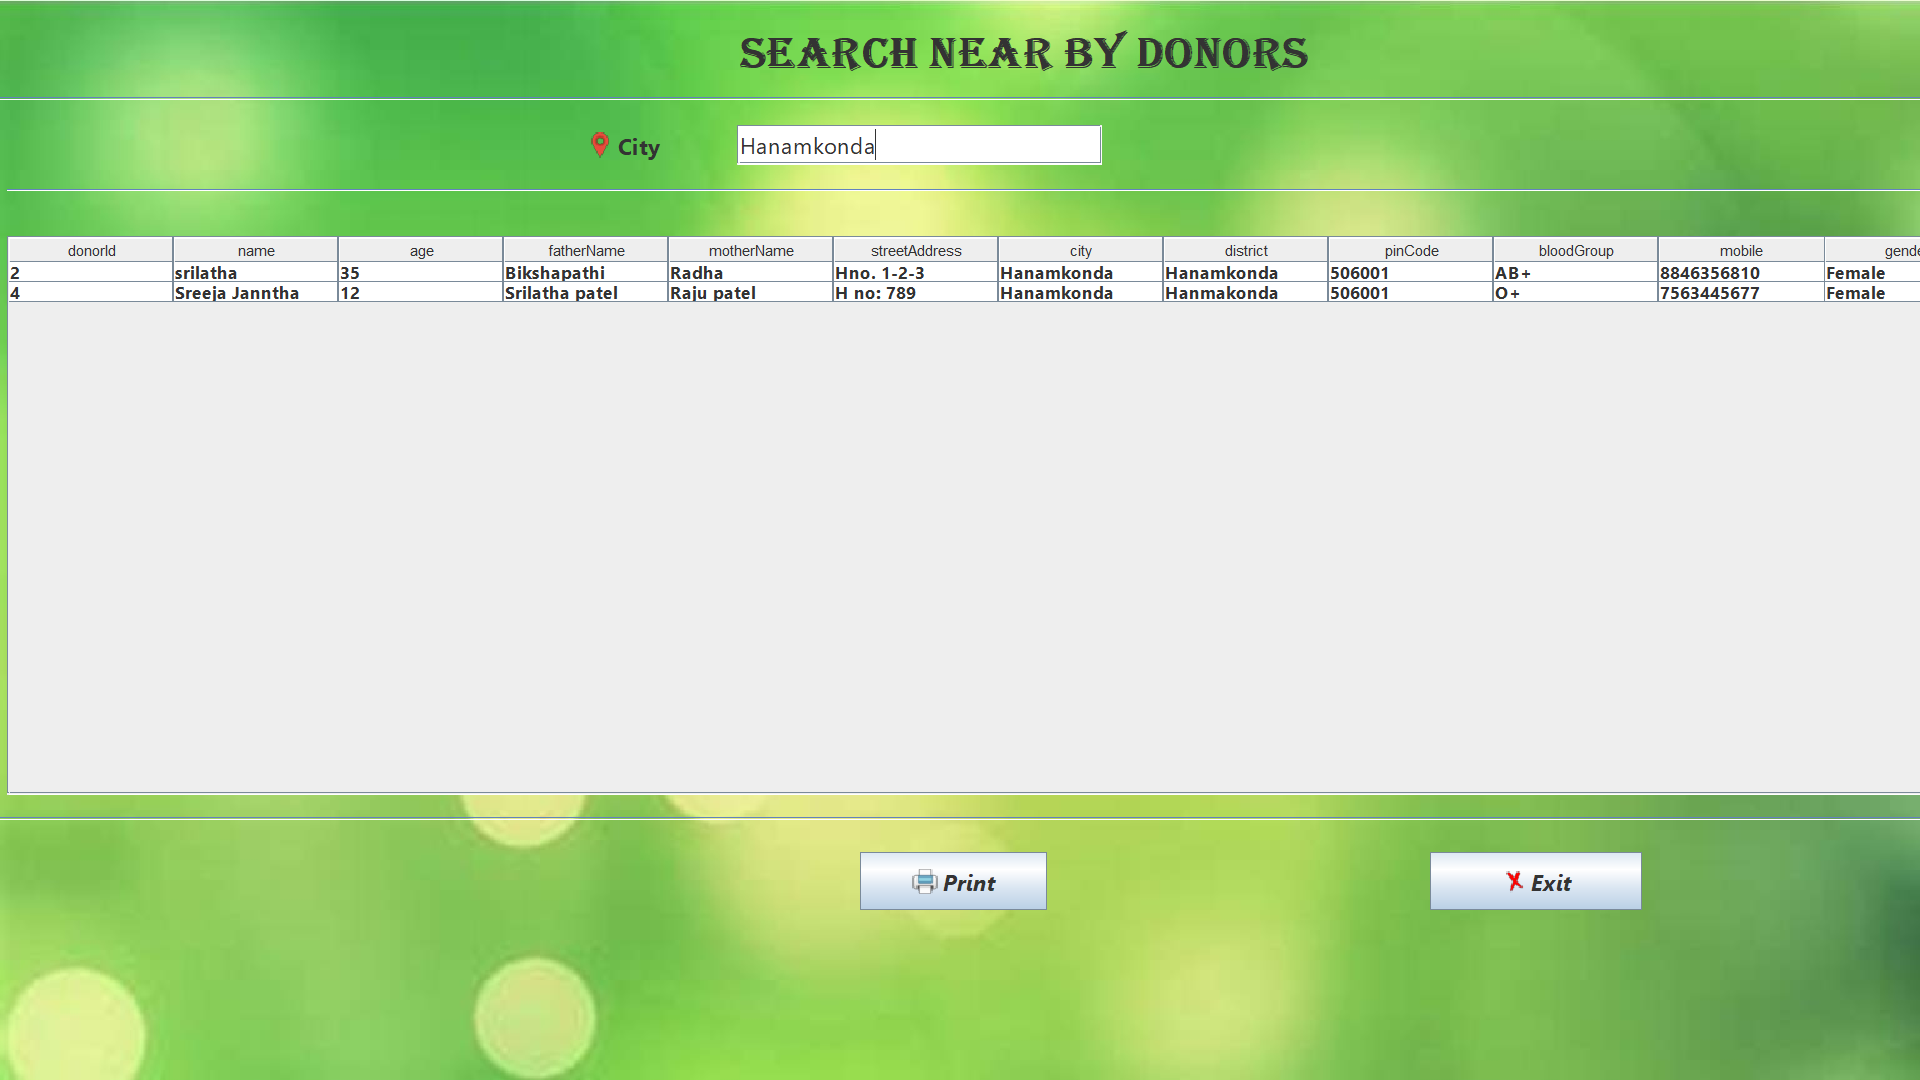 SEARCH NEAR BY DONORS
City Hanamkonda
donorId name age fatherName motherName streetAddress city district pinCode bloodGroup mobile gende
2 srilatha 35 Bikshapathi Radha Hno. 1-2-3 Hanamkonda Hanamkonda 506001 AB+ 8846356810 Female
4 Sreeja Janntha 12 Srilatha patel Raju patel H no: 789 Hanamkonda Hanmakonda 506001 O+ 7563445677 Female
Print Exit